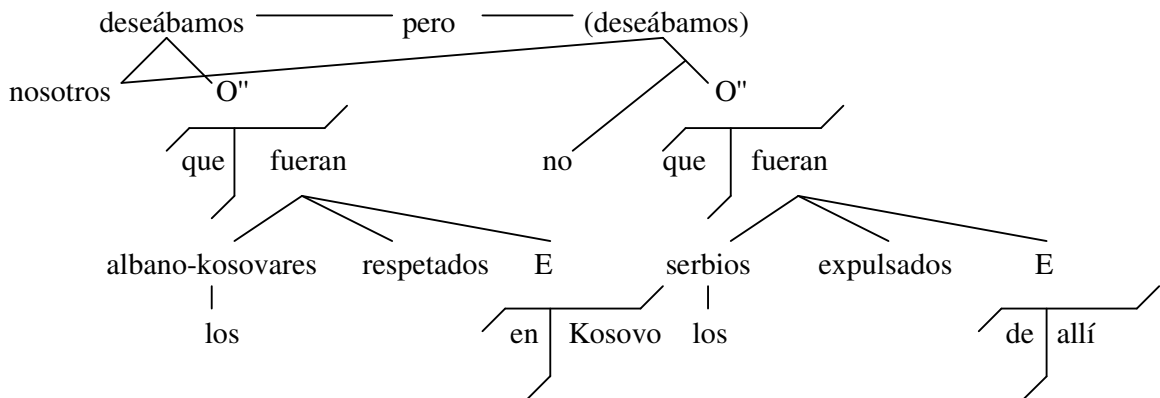 deseábamos pero (deseábamos)
nosotros O" O"
que fueran no que fueran
albano-kosovares respetados E serbios expulsados E
los en Kosovo los de allí